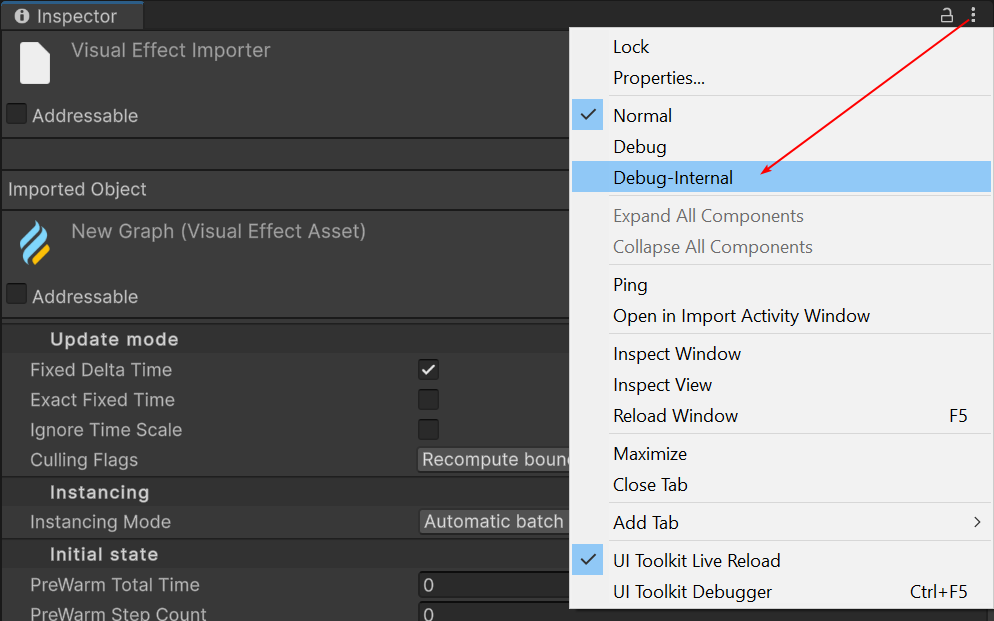 Inspector
Visual Effect Importer
Addressable
Imported Object
New Graph (Visual Effect Asset)
Addressable
Update mode
Fixed Delta Time
Exact Fixed Time
Ignore Time Scale
Culling Flags Recompute boun
Instancing
Instancing Mode Automatic batch
Initial state
PreWarm Total Time 0
PreWarm Step Count 0
Lock
Properties...
Normal
Debug
Debug-Internal
Expand All Components
Collapse All Components
Ping
Open in Import Activity Window
Inspect Window
Inspect View
Reload Window F5
Maximize
Close Tab
Add Tab
UI Toolkit Live Reload
UI Toolkit Debugger Ctrl+F5